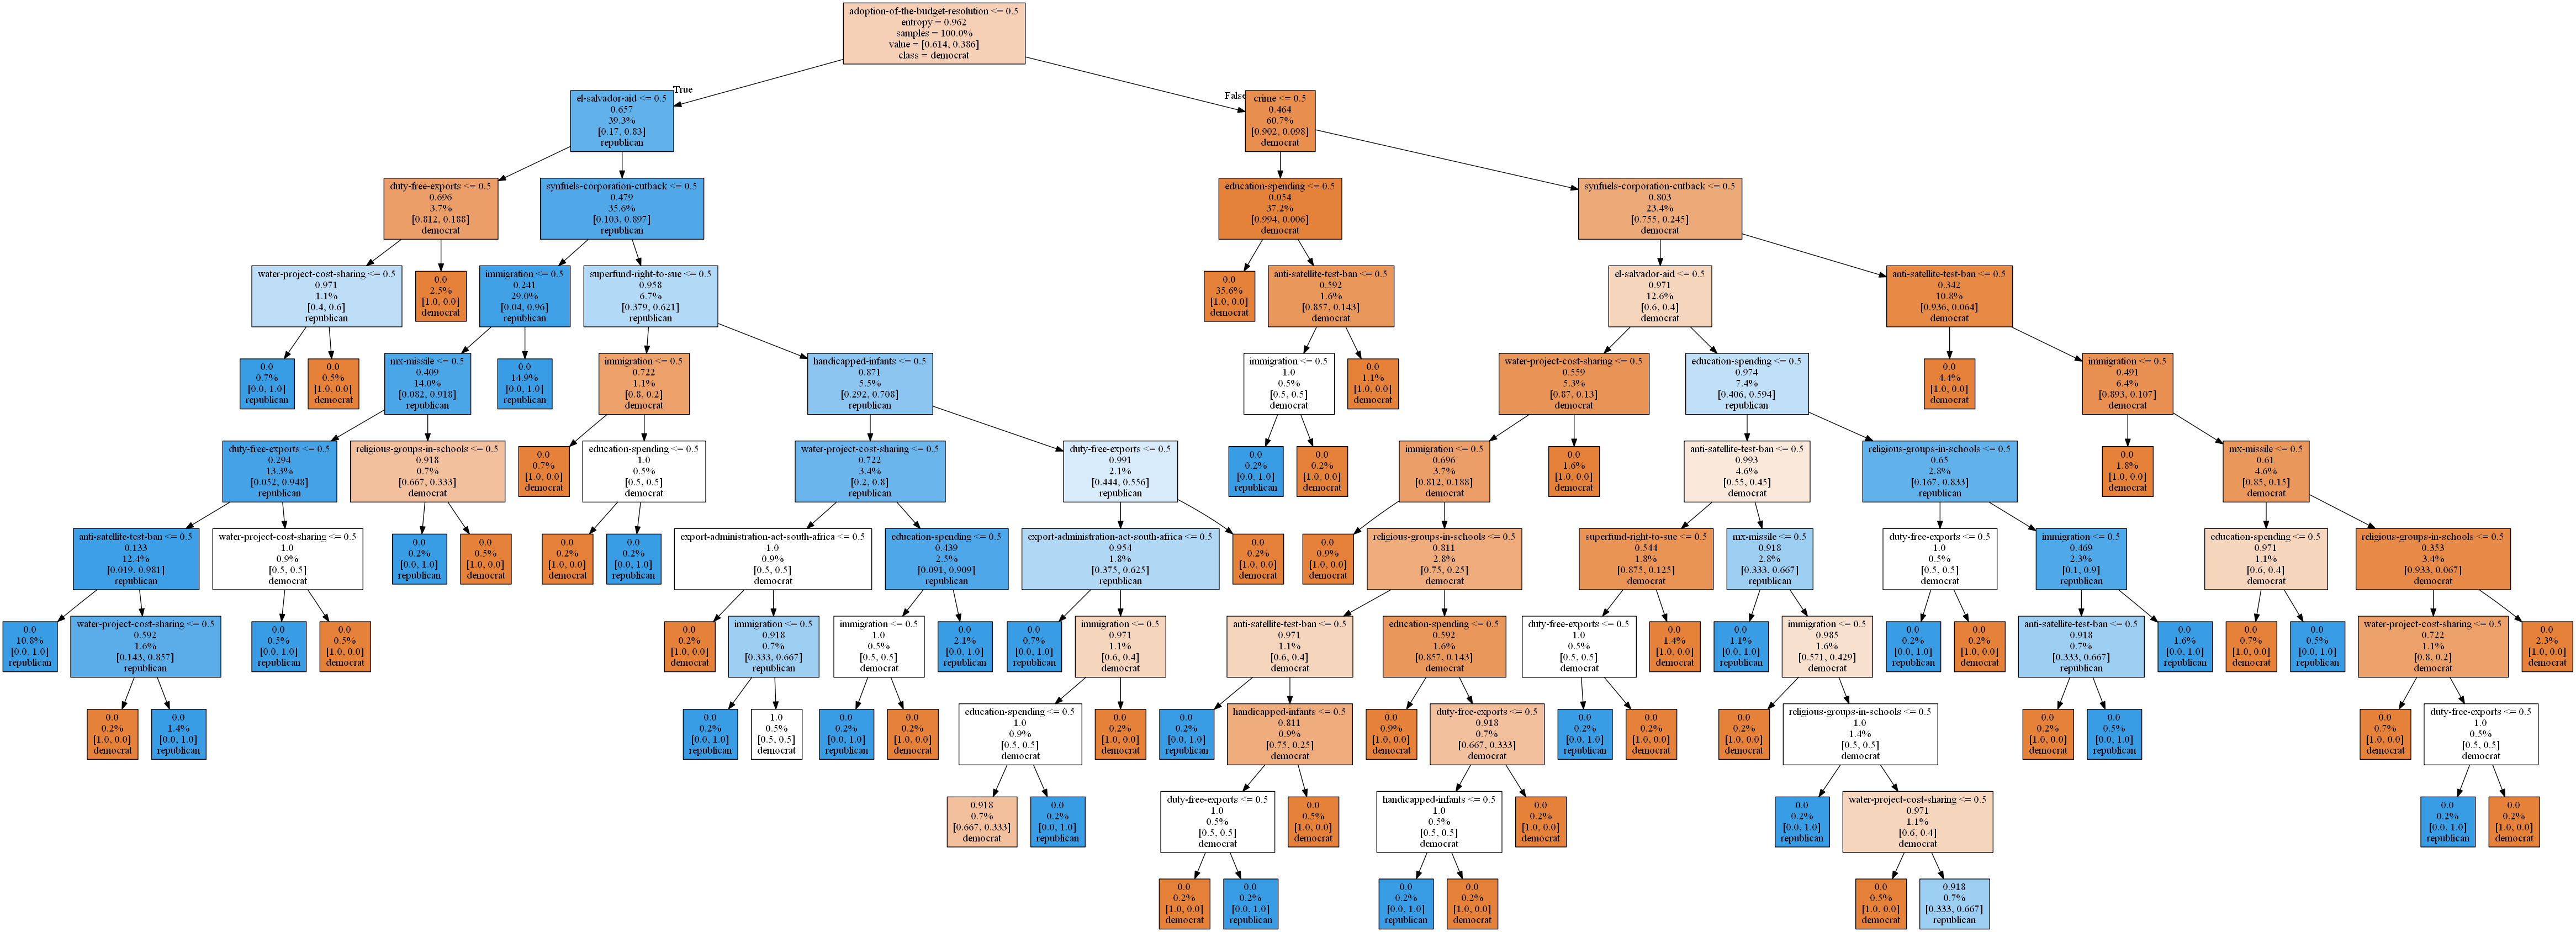 adoption-of-the-budget-resolution <= 0.5
entropy = 0.962
samples = 100.0%
value = [0.614, 0.386]
class = democrat
True
False
el-salvador-aid <= 0.5
0.657
39.3%
[0.17, 0.83]
republican
crime <= 0.5
0.464
60.7%
[0.902, 0.098]
democrat
duty-free-exports <= 0.5
0.696
3.7%
[0.812, 0.188]
democrat
synfuels-corporation-cutback <= 0.5
0.479
35.6%
[0.103, 0.897]
republican
education-spending <= 0.5
0.054
37.2%
[0.994, 0.006]
democrat
synfuels-corporation-cutback <= 0.5
0.803
23.4%
[0.755, 0.245]
democrat
water-project-cost-sharing <= 0.5
0.971
1.1%
[0.4, 0.6]
republican
0.0
2.5%
[1.0, 0.0]
democrat
immigration <= 0.5
0.241
29.0%
[0.04, 0.96]
republican
superfund-right-to-sue <= 0.5
0.958
6.7%
[0.379, 0.621]
republican
0.0
35.6%
[1.0, 0.0]
democrat
anti-satellite-test-ban <= 0.5
0.592
1.6%
[0.857, 0.143]
democrat
el-salvador-aid <= 0.5
0.971
12.6%
[0.6, 0.4]
democrat
anti-satellite-test-ban <= 0.5
0.342
10.8%
[0.936, 0.064]
democrat
0.0
0.7%
[0.0, 1.0]
republican
0.0
0.5%
[1.0, 0.0]
democrat
mx-missile <= 0.5
0.409
14.0%
[0.082, 0.918]
republican
0.0
14.9%
[0.0, 1.0]
republican
immigration <= 0.5
0.722
1.1%
[0.8, 0.2]
democrat
handicapped-infants <= 0.5
0.871
5.5%
[0.292, 0.708]
republican
immigration <= 0.5
1.0
0.5%
[0.5, 0.5]
democrat
0.0
1.1%
[1.0, 0.0]
democrat
water-project-cost-sharing <= 0.5
0.559
5.3%
[0.87, 0.13]
democrat
education-spending <= 0.5
0.974
7.4%
[0.406, 0.594]
republican
0.0
4.4%
[1.0, 0.0]
democrat
immigration <= 0.5
0.491
6.4%
[0.893, 0.107]
democrat
duty-free-exports <= 0.5
0.294
13.3%
[0.052, 0.948]
republican
religious-groups-in-schools <= 0.5
0.918
0.7%
[0.667, 0.333]
democrat
0.0
0.7%
[1.0, 0.0]
democrat
education-spending <= 0.5
1.0
0.5%
[0.5, 0.5]
democrat
water-project-cost-sharing <= 0.5
0.722
3.4%
[0.2, 0.8]
republican
duty-free-exports <= 0.5
0.991
2.1%
[0.444, 0.556]
republican
0.0
0.2%
[0.0, 1.0]
republican
0.0
0.2%
[1.0, 0.0]
democrat
immigration <= 0.5
0.696
3.7%
[0.812, 0.188]
democrat
0.0
1.6%
[1.0, 0.0]
democrat
anti-satellite-test-ban <= 0.5
0.993
4.6%
[0.55, 0.45]
democrat
religious-groups-in-schools <= 0.5
0.65
2.8%
[0.167, 0.833]
republican
0.0
1.8%
[1.0, 0.0]
democrat
mx-missile <= 0.5
0.61
4.6%
[0.85, 0.15]
democrat
anti-satellite-test-ban <= 0.5
0.133
12.4%
[0.019, 0.981]
republican
water-project-cost-sharing <= 0.5
1.0
0.9%
[0.5, 0.5]
democrat
0.0
0.2%
[0.0, 1.0]
republican
0.0
0.5%
[1.0, 0.0]
democrat
0.0
0.2%
[1.0, 0.0]
democrat
0.0
0.2%
[0.0, 1.0]
republican
export-administration-act-south-africa <= 0.5
1.0
0.9%
[0.5, 0.5]
democrat
education-spending <= 0.5
0.439
2.5%
[0.091, 0.909]
republican
export-administration-act-south-africa <= 0.5
0.954
1.8%
[0.375, 0.625]
republican
0.0
0.2%
[1.0, 0.0]
democrat
0.0
0.9%
[1.0, 0.0]
democrat
religious-groups-in-schools <= 0.5
0.811
2.8%
[0.75, 0.25]
democrat
superfund-right-to-sue <= 0.5
0.544
1.8%
[0.875, 0.125]
democrat
mx-missile <= 0.5
0.918
2.8%
[0.333, 0.667]
republican
duty-free-exports <= 0.5
1.0
0.5%
[0.5, 0.5]
democrat
immigration <= 0.5
0.469
2.3%
[0.1, 0.9]
republican
education-spending <= 0.5
0.971
1.1%
[0.6, 0.4]
democrat
religious-groups-in-schools <= 0.5
0.353
3.4%
[0.933, 0.067]
democrat
0.0
10.8%
[0.0, 1.0]
republican
water-project-cost-sharing <= 0.5
0.592
1.6%
[0.143, 0.857]
republican
0.0
0.5%
[0.0, 1.0]
republican
0.0
0.5%
[1.0, 0.0]
democrat
0.0
0.2%
[1.0, 0.0]
democrat
immigration <= 0.5
0.918
0.7%
[0.333, 0.667]
republican
immigration <= 0.5
1.0
0.5%
[0.5, 0.5]
democrat
0.0
2.1%
[0.0, 1.0]
republican
0.0
0.7%
[0.0, 1.0]
republican
immigration <= 0.5
0.971
1.1%
[0.6, 0.4]
democrat
anti-satellite-test-ban <= 0.5
0.971
1.1%
[0.6, 0.4]
democrat
education-spending <= 0.5
0.592
1.6%
[0.857, 0.143]
democrat
duty-free-exports <= 0.5
1.0
0.5%
[0.5, 0.5]
democrat
0.0
1.4%
[1.0, 0.0]
democrat
0.0
1.1%
[0.0, 1.0]
republican
immigration <= 0.5
0.985
1.6%
[0.571, 0.429]
democrat
0.0
0.2%
[0.0, 1.0]
republican
0.0
0.2%
[1.0, 0.0]
democrat
anti-satellite-test-ban <= 0.5
0.918
0.7%
[0.333, 0.667]
republican
0.0
1.6%
[0.0, 1.0]
republican
0.0
0.7%
[1.0, 0.0]
democrat
0.0
0.5%
[0.0, 1.0]
republican
water-project-cost-sharing <= 0.5
0.722
1.1%
[0.8, 0.2]
democrat
0.0
2.3%
[1.0, 0.0]
democrat
0.0
0.2%
[1.0, 0.0]
democrat
0.0
1.4%
[0.0, 1.0]
republican
0.0
0.2%
[0.0, 1.0]
republican
1.0
0.5%
[0.5, 0.5]
democrat
0.0
0.2%
[0.0, 1.0]
republican
0.0
0.2%
[1.0, 0.0]
democrat
education-spending <= 0.5
1.0
0.9%
[0.5, 0.5]
democrat
0.0
0.2%
[1.0, 0.0]
democrat
0.0
0.2%
[0.0, 1.0]
republican
handicapped-infants <= 0.5
0.811
0.9%
[0.75, 0.25]
democrat
0.0
0.9%
[1.0, 0.0]
democrat
duty-free-exports <= 0.5
0.918
0.7%
[0.667, 0.333]
democrat
0.0
0.2%
[0.0, 1.0]
republican
0.0
0.2%
[1.0, 0.0]
democrat
0.0
0.2%
[1.0, 0.0]
democrat
religious-groups-in-schools <= 0.5
1.0
1.4%
[0.5, 0.5]
democrat
0.0
0.2%
[1.0, 0.0]
democrat
0.0
0.5%
[0.0, 1.0]
republican
0.0
0.7%
[1.0, 0.0]
democrat
duty-free-exports <= 0.5
1.0
0.5%
[0.5, 0.5]
democrat
0.918
0.7%
[0.667, 0.333]
democrat
0.0
0.2%
[0.0, 1.0]
republican
duty-free-exports <= 0.5
1.0
0.5%
[0.5, 0.5]
democrat
0.0
0.5%
[1.0, 0.0]
democrat
handicapped-infants <= 0.5
1.0
0.5%
[0.5, 0.5]
democrat
0.0
0.2%
[1.0, 0.0]
democrat
0.0
0.2%
[0.0, 1.0]
republican
water-project-cost-sharing <= 0.5
0.971
1.1%
[0.6, 0.4]
democrat
0.0
0.2%
[0.0, 1.0]
republican
0.0
0.2%
[1.0, 0.0]
democrat
0.0
0.2%
[1.0, 0.0]
democrat
0.0
0.2%
[0.0, 1.0]
republican
0.0
0.2%
[0.0, 1.0]
republican
0.0
0.2%
[1.0, 0.0]
democrat
0.0
0.5%
[1.0, 0.0]
democrat
0.918
0.7%
[0.333, 0.667]
republican